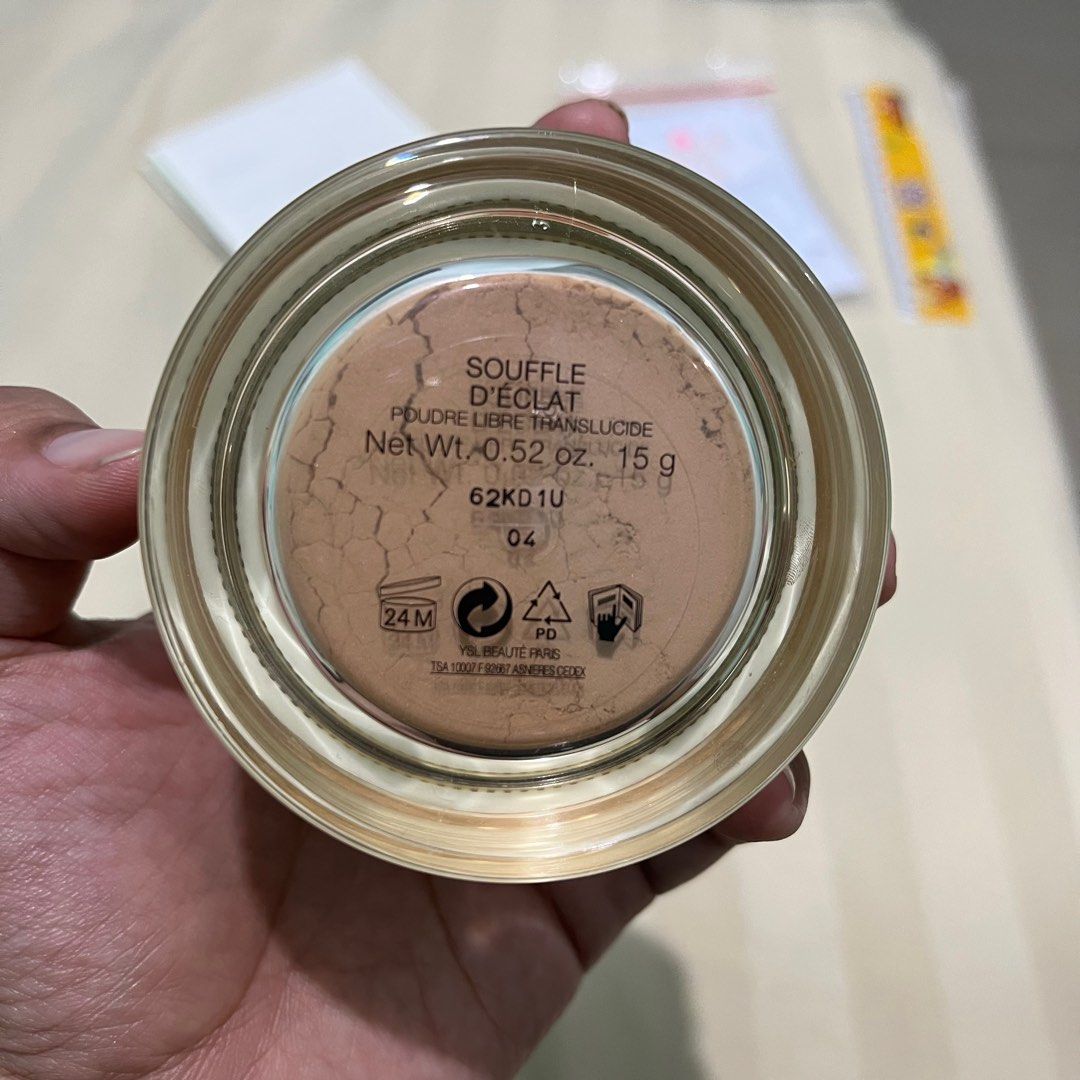 SOUFFLE
D'ÉCLAT
POUDRE LIBRE TRANSLUCIDE
Net Wt. 0.52 oz. 15 g
62KD1U
04
24M
PD
YSL BEAUTÉ PARIS
TSA 10007 F 92667 ASNIERES CEDEX